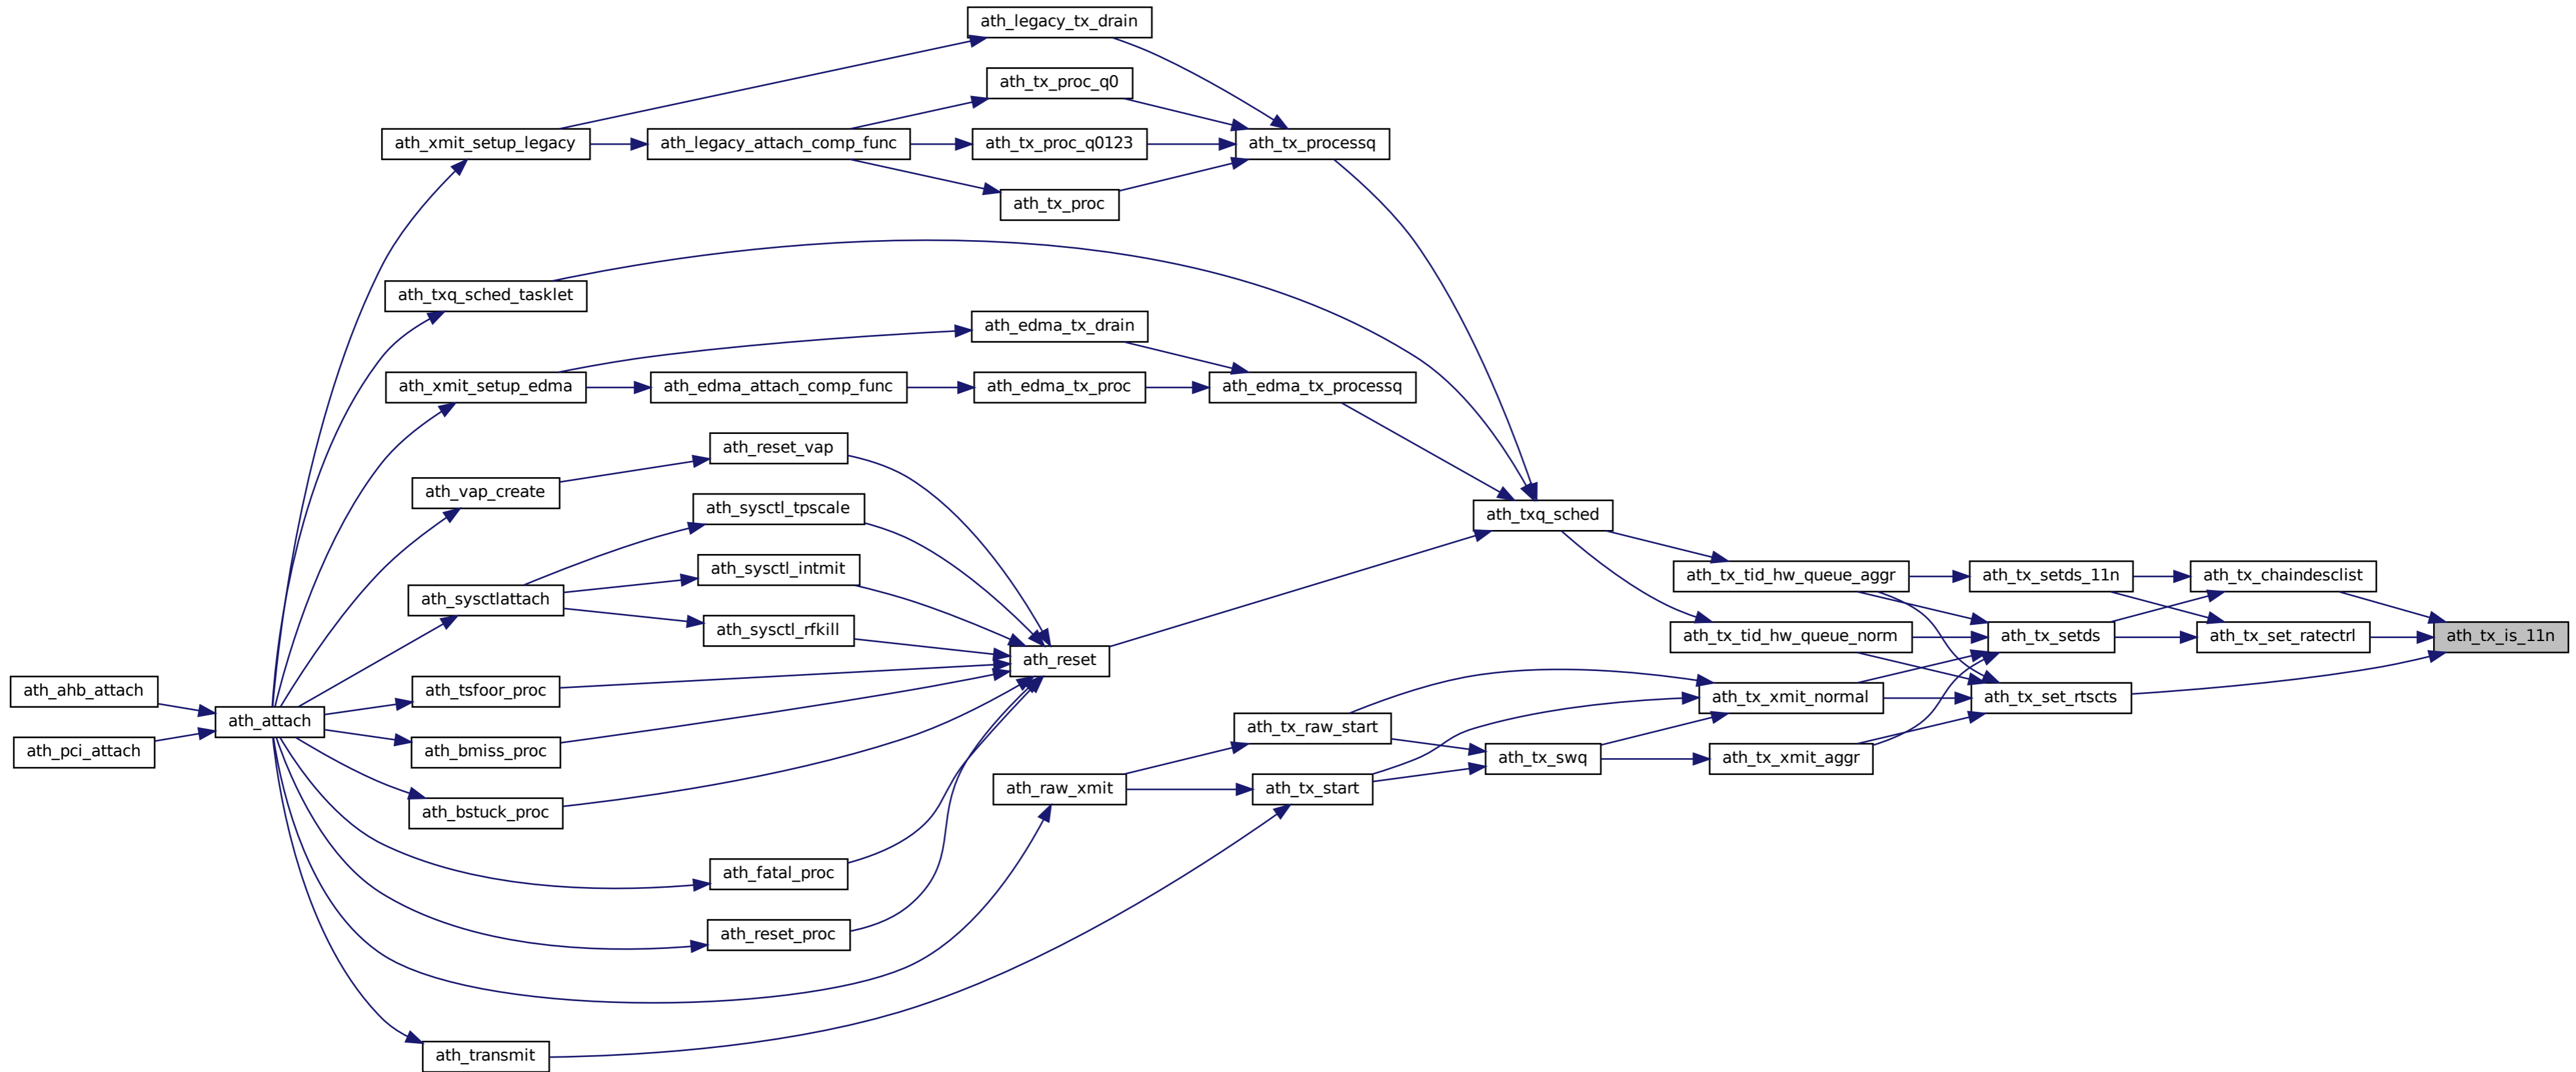 ath_legacy_tx_drain
ath_tx_proc_q0
ath_xmit_setup_legacy
ath_legacy_attach_comp_func
ath_tx_proc_q0123
ath_tx_processq
ath_tx_proc
ath_txq_sched_tasklet
ath_edma_tx_drain
ath_xmit_setup_edma
ath_edma_attach_comp_func
ath_edma_tx_proc
ath_edma_tx_processq
ath_reset_vap
ath_vap_create
ath_sysctl_tpscale
ath_txq_sched
ath_sysctl_intmit
ath_tx_tid_hw_queue_aggr
ath_tx_setds_11n
ath_tx_chaindesclist
ath_sysctlattach
ath_sysctl_rfkill
ath_tx_tid_hw_queue_norm
ath_tx_setds
ath_tx_set_ratectrl
ath_tx_is_11n
ath_reset
ath_ahb_attach
ath_tsfoor_proc
ath_tx_xmit_normal
ath_tx_set_rtscts
ath_attach
ath_tx_raw_start
ath_pci_attach
ath_bmiss_proc
ath_tx_swq
ath_tx_xmit_aggr
ath_raw_xmit
ath_tx_start
ath_bstuck_proc
ath_fatal_proc
ath_reset_proc
ath_transmit